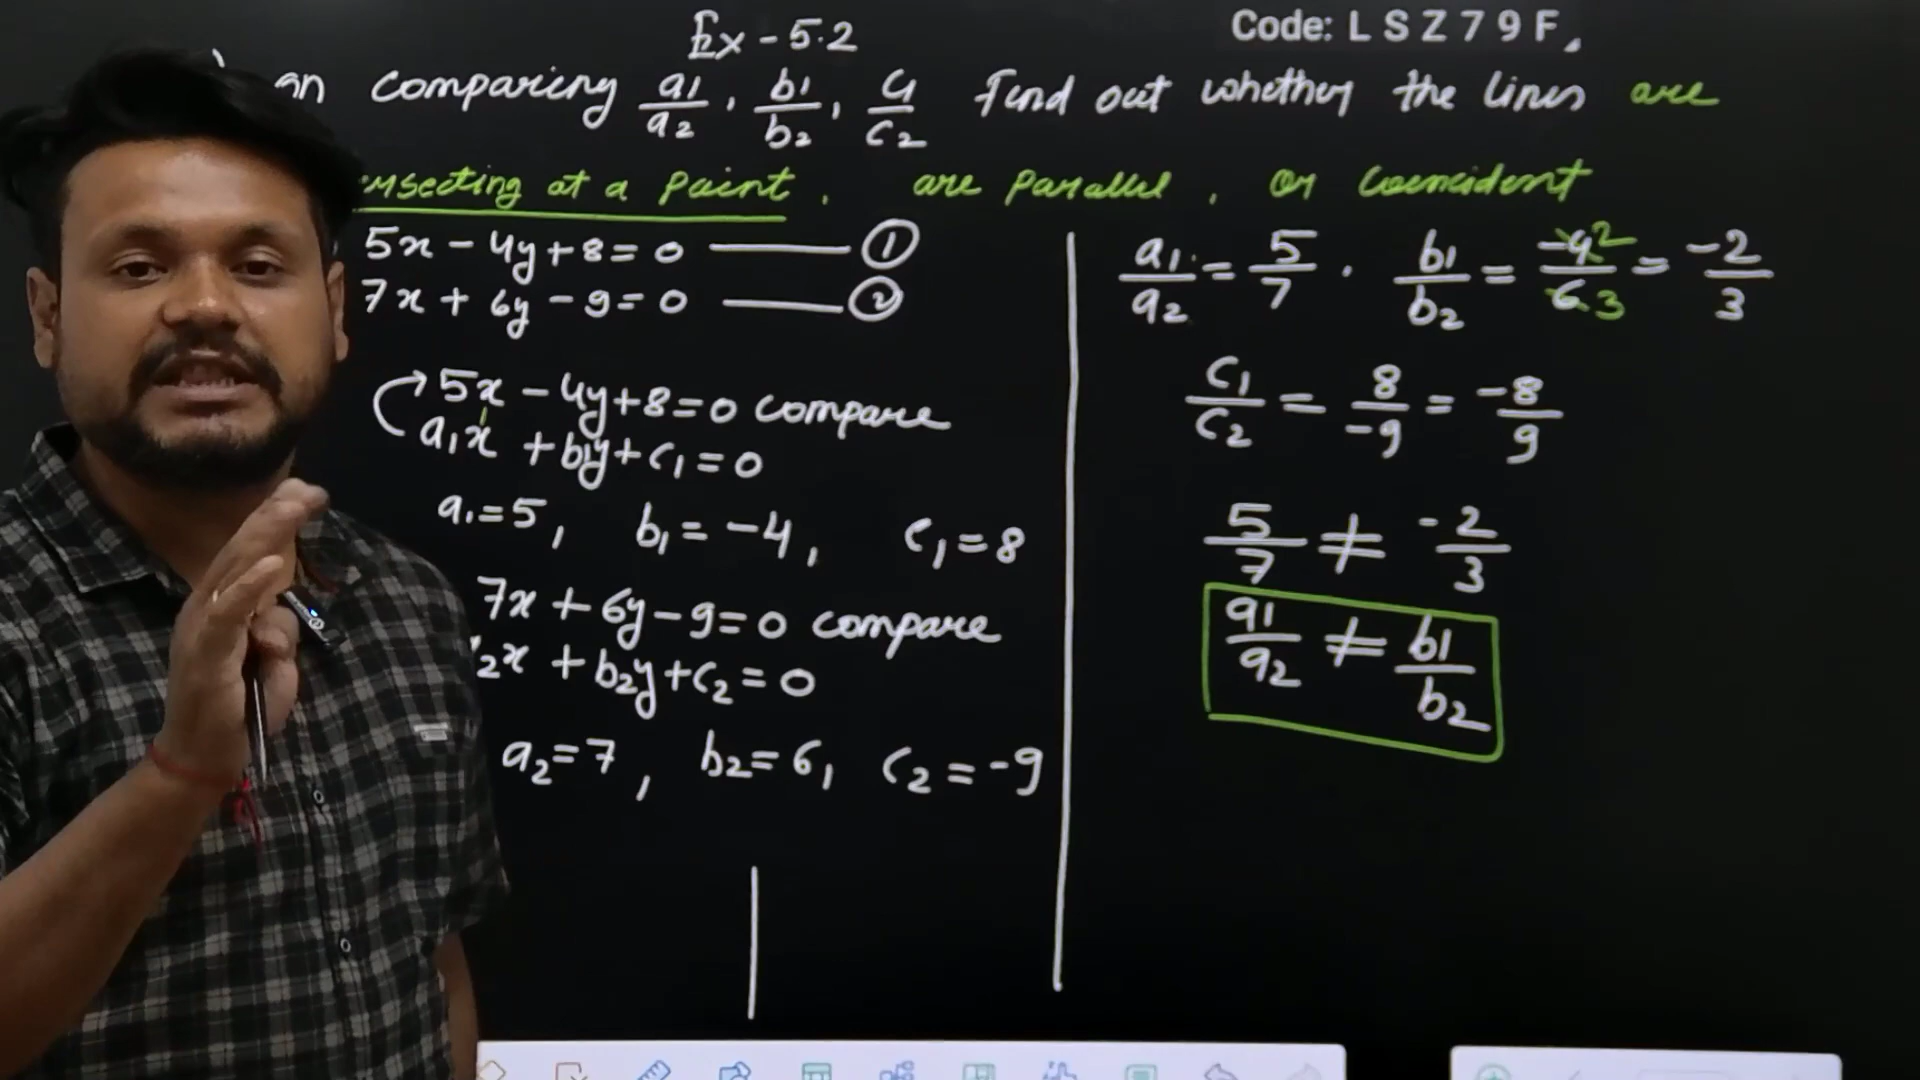 Ex - 5.2
Code: L S Z 7 9 F
on comparing a1/a2, b1/b2, c1/c2 Find out whether the lines are
ersecting at a Point, are parallel, or coincident
5x - 4y + 8 = 0 ——— ①
7x + 6y - 9 = 0 ——— ②
5x - 4y + 8 = 0 compare
a1x + b1y + c1 = 0
a1 = 5, b1 = -4, c1 = 8
7x + 6y - 9 = 0 compare
2x + b2y + c2 = 0
a2 = 7, b2 = 6, c2 = -9
a1/a2 = 5/7 . b1/b2 = -4/6 = -2/3
2
3
c1/c2 = 8/-9 = -8/9
5/7 ≠ -2/3
a1/a2 ≠ b1/b2